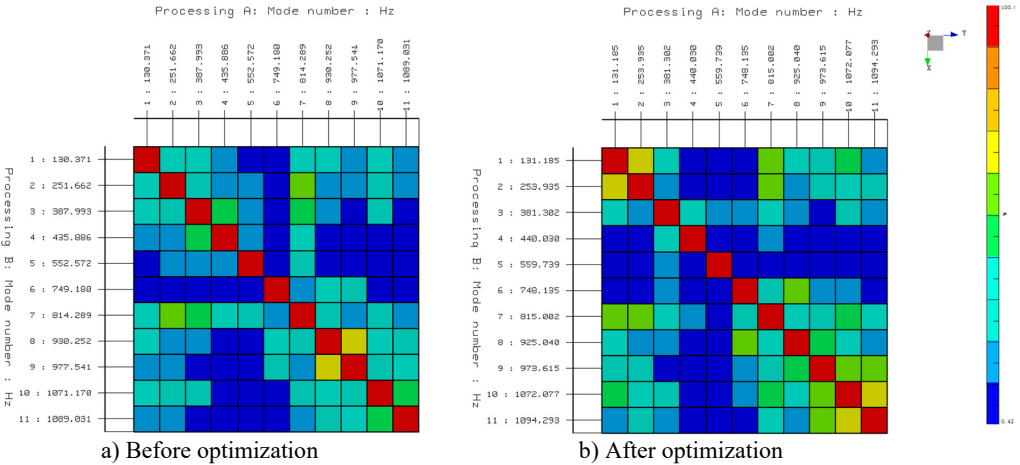 Processing A: Mode number : Hz
1 : 130.371
2 : 251.662
3 : 387.993
4 : 435.886
5 : 552.572
6 : 749.180
7 : 814.289
8 : 930.252
9 : 977.541
10 : 1071.170
11 : 1089.031
Processing B: Mode number : Hz
1 : 130.371
2 : 251.662
3 : 387.993
4 : 435.886
5 : 552.572
6 : 749.180
7 : 814.289
8 : 930.252
9 : 977.541
10 : 1071.170
11 : 1089.031
a) Before optimization
Processing A: Mode number : Hz
1 : 131.185
2 : 253.935
3 : 381.302
4 : 440.030
5 : 559.739
6 : 748.135
7 : 815.002
8 : 925.040
9 : 973.615
10 : 1072.077
11 : 1094.293
Processing B: Mode number : Hz
1 : 131.185
2 : 253.935
3 : 381.302
4 : 440.030
5 : 559.739
6 : 748.135
7 : 815.002
8 : 925.040
9 : 973.615
10 : 1072.077
11 : 1094.293
b) After optimization
Y
X
%
0.42